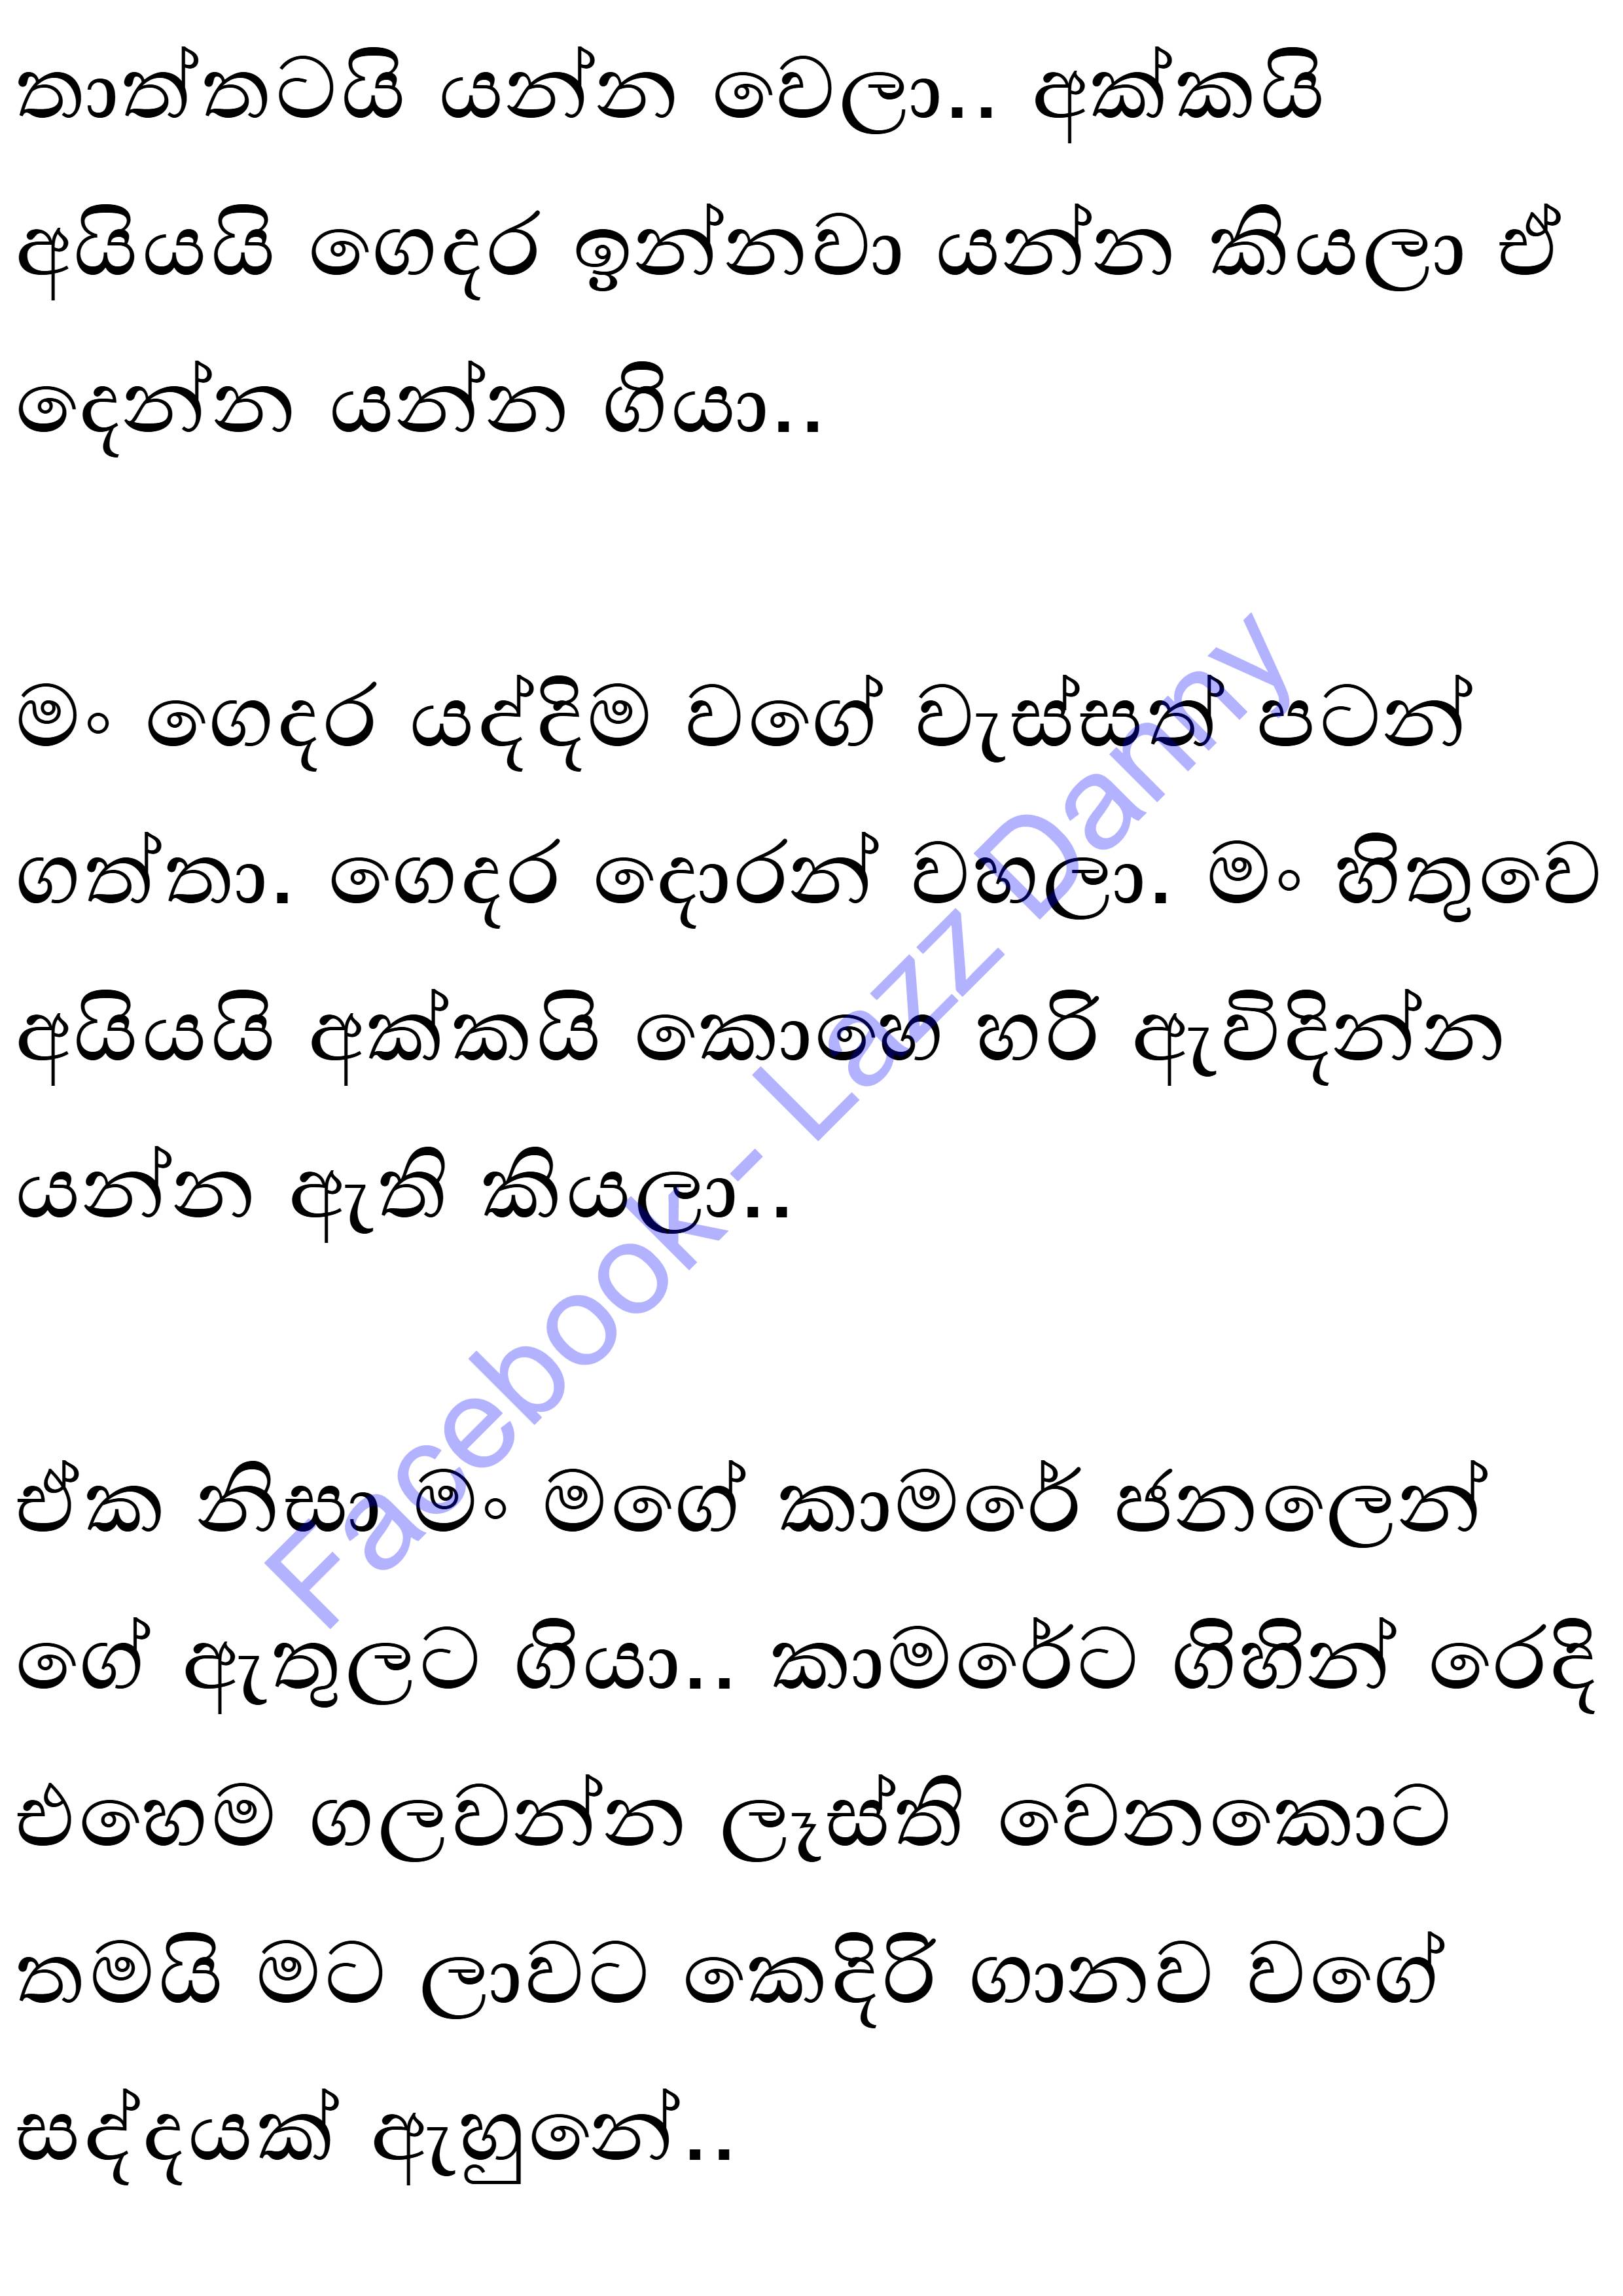 තාත්තටයි යන්න වෙලා.. අක්කයි
අයියයි ගෙදර ඉන්නවා යන්න කියලා ඒ
දෙන්න යන්න ගියා..
මං ගෙදර යද්දිම වගේ වැස්සත් පටන්
ගත්තා. ගෙදර දොරන් වහලා. මං හිතුවෙ
අයියයි අක්කයි කොහෙ හරි ඇවිදින්න
යන්න ඇති කියලා..
ඒක නිසා මං මගේ කාමරේ ජනලෙන්
ගේ ඇතුලට ගියා.. කාමරේට ගිහින් රෙදි
එහෙම ගලවන්න ලෑස්ති වෙනකොට
තමයි මට ලාවට කෙදිරි ගානව වගේ
සද්දයක් ඇහුනේ..
Facebook - Lazz Danny